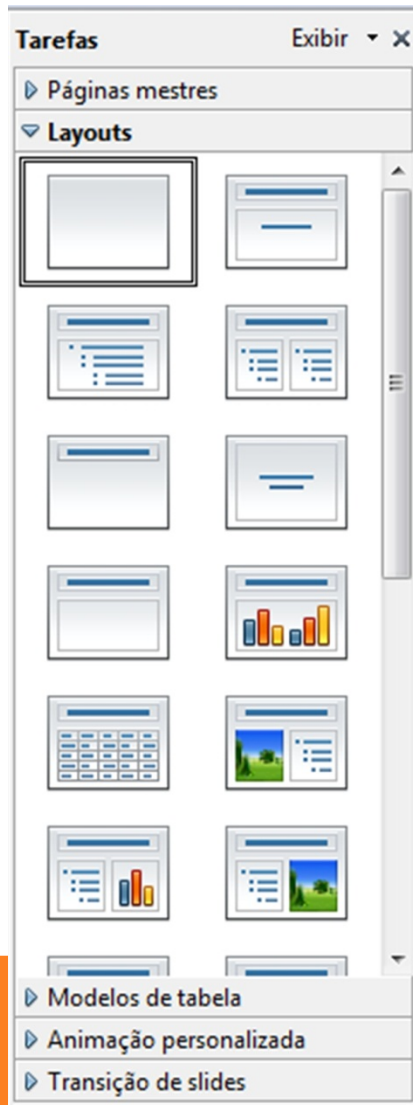 Tarefas Exibir
Páginas mestres
Layouts
Modelos de tabela
Animação personalizada
Transição de slides